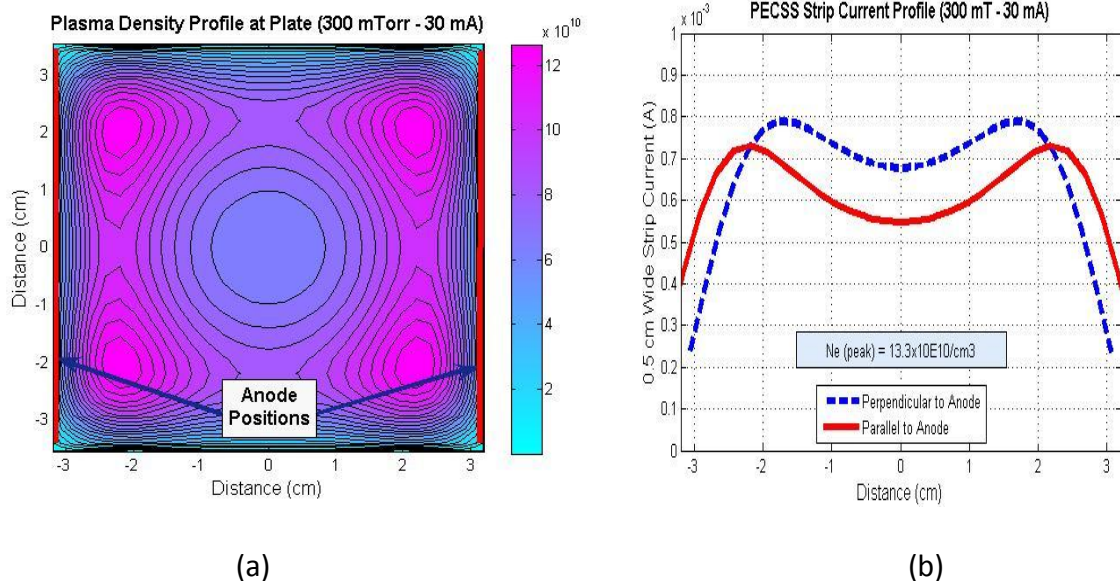 Plasma Density Profile at Plate (300 mTorr - 30 mA)
x 10^10
3
2
1
0
-1
-2
-3
Distance (cm)
-3 -2 -1 0 1 2 3
Distance (cm)
Anode
Positions
12
10
8
6
4
2
(a)
PECSS Strip Current Profile (300 mT - 30 mA)
x 10^-3
1
0.9
0.8
0.7
0.6
0.5
0.4
0.3
0.2
0.1
0
0.5 cm Wide Strip Current (A)
Ne (peak) = 13.3x10E10/cm3
Perpendicular to Anode
Parallel to Anode
-3 -2 -1 0 1 2 3
Distance (cm)
(b)